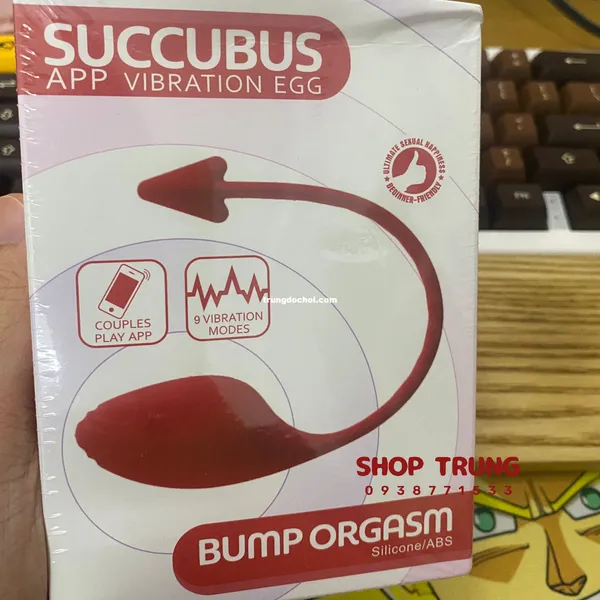 SUCCUBUS
APP VIBRATION EGG
ULTIMATE SEXUAL HAPPINESS
BEGINNER-FRIENDLY
COUPLES
PLAY APP
9 VIBRATION
MODES
trungdochoi.com
SHOP TRUNG
0938771533
BUMP ORGASM
Silicone/ABS